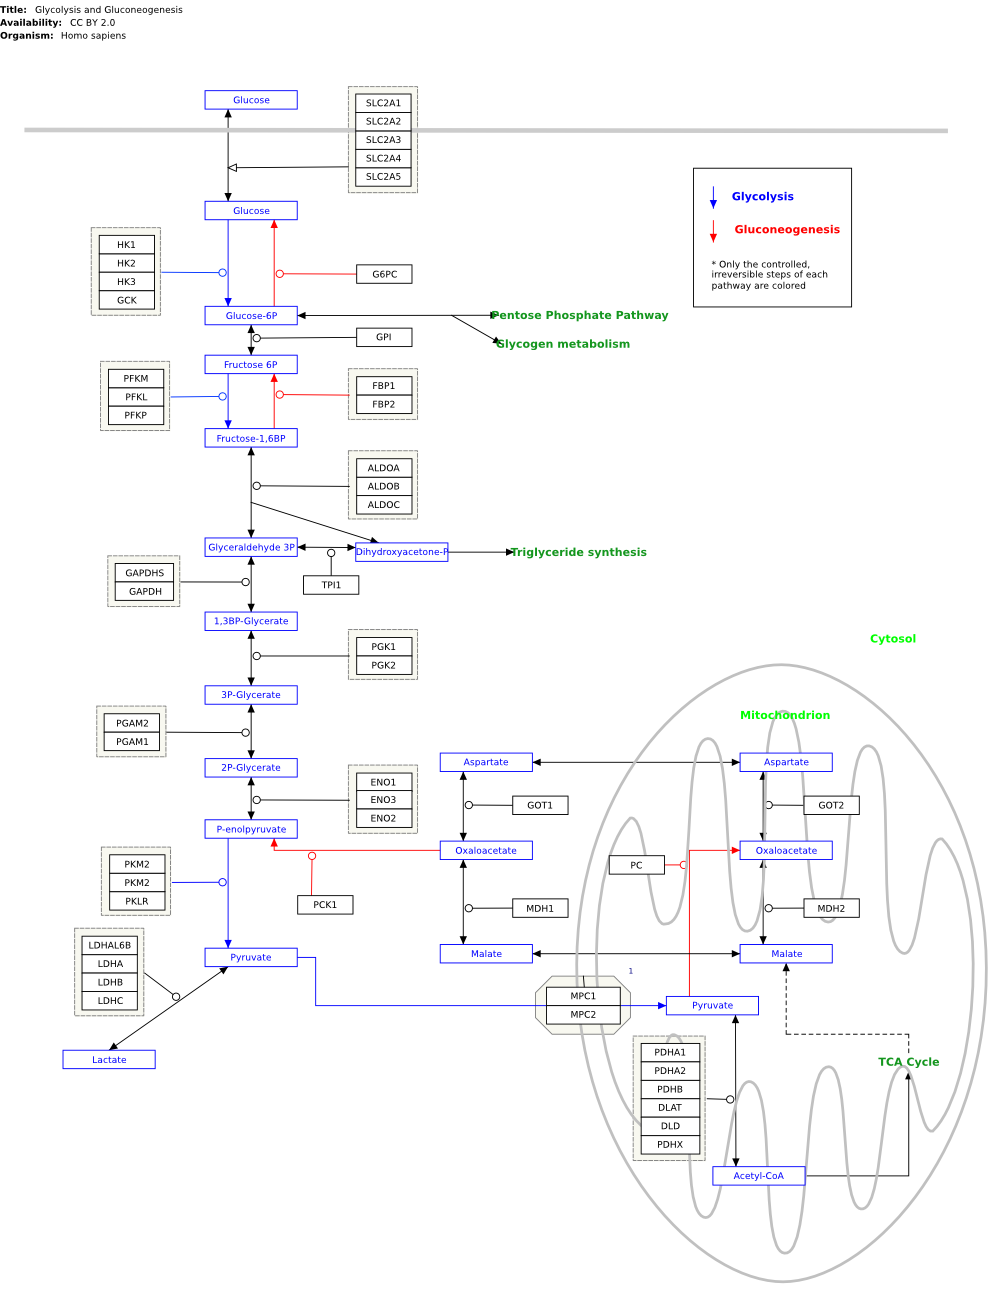 Title: Glycolysis and Gluconeogenesis
Availability: CC BY 2.0
Organism: Homo sapiens
Glucose
SLC2A1
SLC2A2
SLC2A3
SLC2A4
SLC2A5
Glycolysis
Gluconeogenesis
* Only the controlled,
irreversible steps of each
pathway are colored
Glucose
HK1
HK2
HK3
GCK
G6PC
Glucose-6P
Pentose Phosphate Pathway
Glycogen metabolism
GPI
Fructose 6P
PFKM
PFKL
PFKP
FBP1
FBP2
Fructose-1,6BP
ALDOA
ALDOB
ALDOC
Glyceraldehyde 3P
Dihydroxyacetone-P
Triglyceride synthesis
TPI1
GAPDHS
GAPDH
1,3BP-Glycerate
PGK1
PGK2
3P-Glycerate
PGAM2
PGAM1
2P-Glycerate
ENO1
ENO3
ENO2
P-enolpyruvate
Cytosol
Mitochondrion
Aspartate
Aspartate
GOT1
GOT2
Oxaloacetate
Oxaloacetate
PC
PKM2
PKM2
PKLR
PCK1
MDH1
MDH2
Malate
Malate
Pyruvate
LDHAL6B
LDHA
LDHB
LDHC
Lactate
1
MPC1
MPC2
Pyruvate
PDHA1
PDHA2
PDHB
DLAT
DLD
PDHX
TCA Cycle
Acetyl-CoA